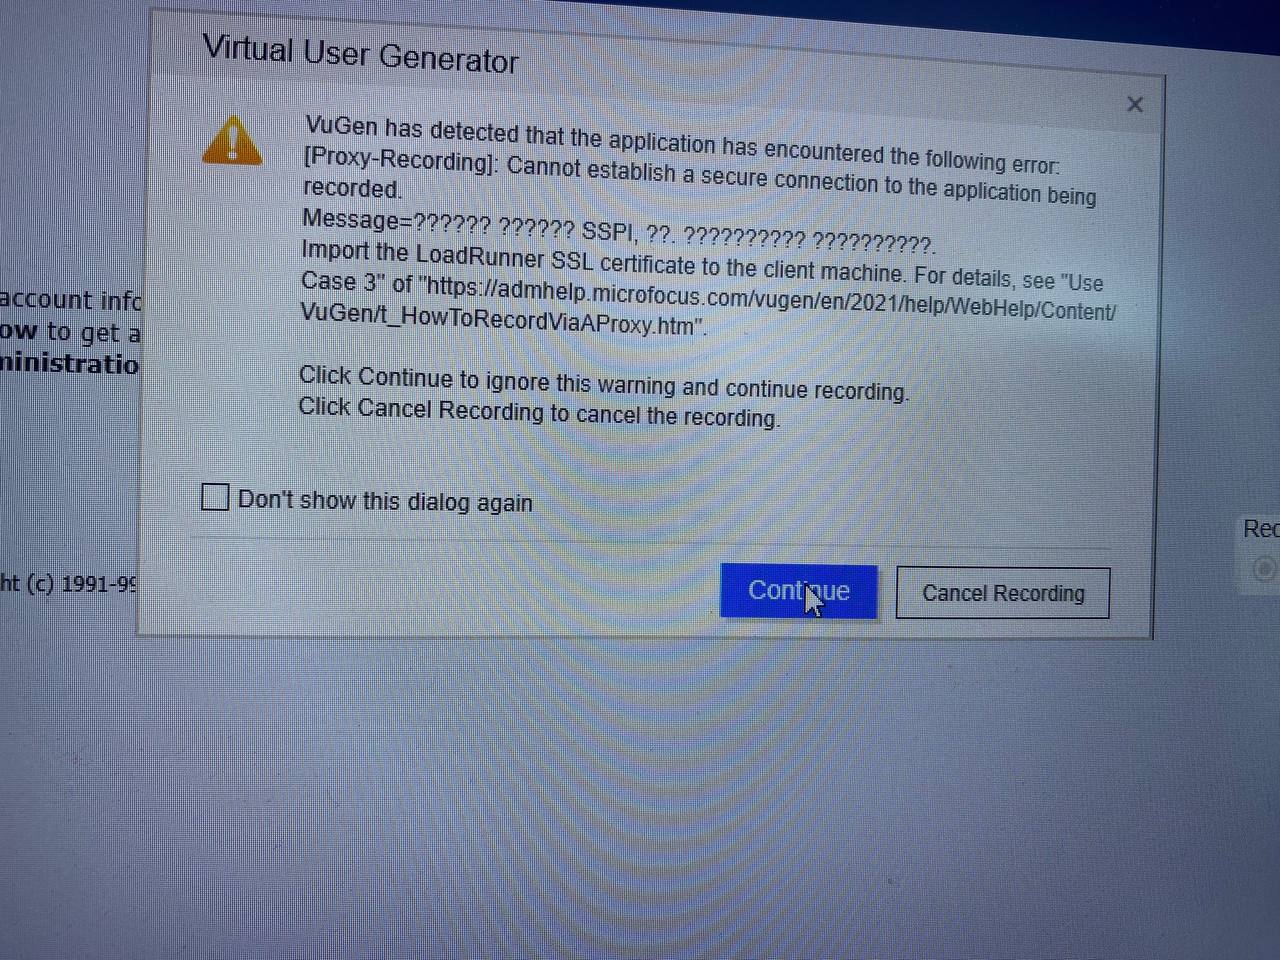 Virtual User Generator
VuGen has detected that the application has encountered the following error:
[Proxy-Recording]: Cannot establish a secure connection to the application being
recorded.
Message=?????? ?????? SSPI, ??. ?????????? ??????????.
Import the LoadRunner SSL certificate to the client machine. For details, see "Use
Case 3" of "https://admhelp.microfocus.com/vugen/en/2021/help/WebHelp/Content/
VuGen/t_HowToRecordViaAProxy.htm".
Click Continue to ignore this warning and continue recording.
Click Cancel Recording to cancel the recording.
Don't show this dialog again
Continue
Cancel Recording
account info
ow to get a
ministratio
ht (c) 1991-99
Rec